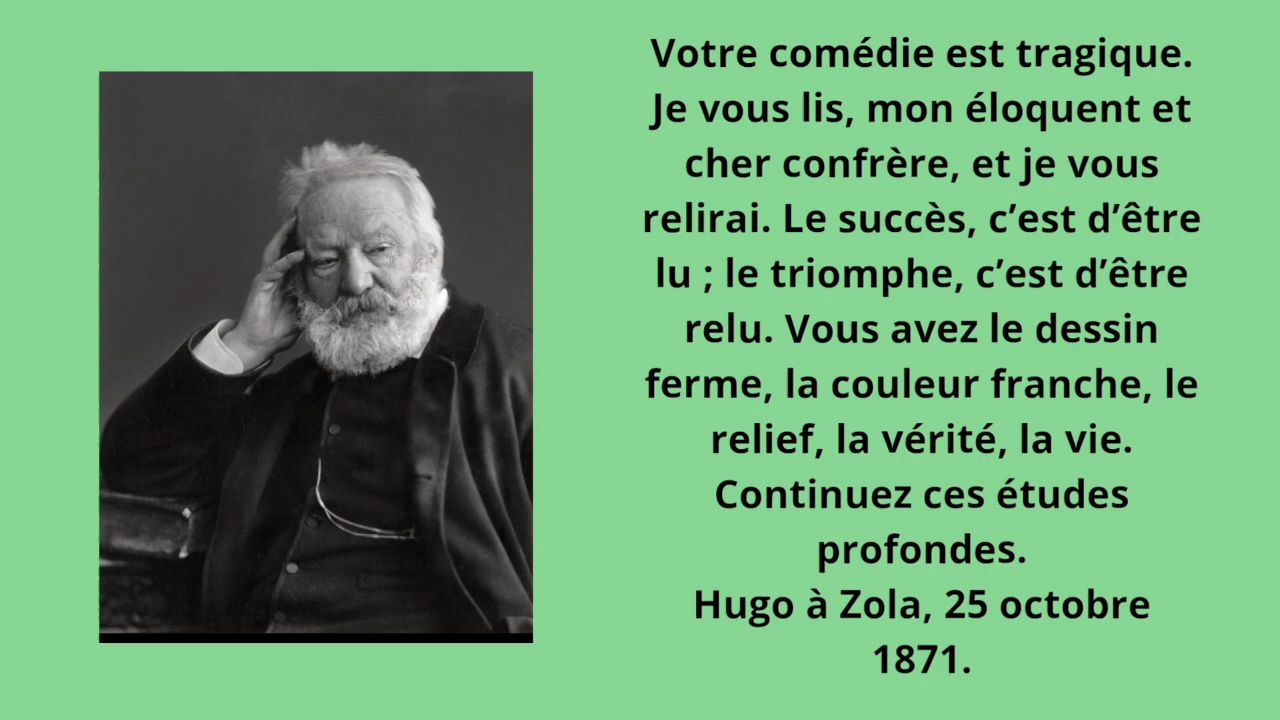 Votre comédie est tragique.
Je vous lis, mon éloquent et
cher confrère, et je vous
relirai. Le succès, c’est d’être
lu ; le triomphe, c’est d’être
relu. Vous avez le dessin
ferme, la couleur franche, le
relief, la vérité, la vie.
Continuez ces études
profondes.
Hugo à Zola, 25 octobre
1871.